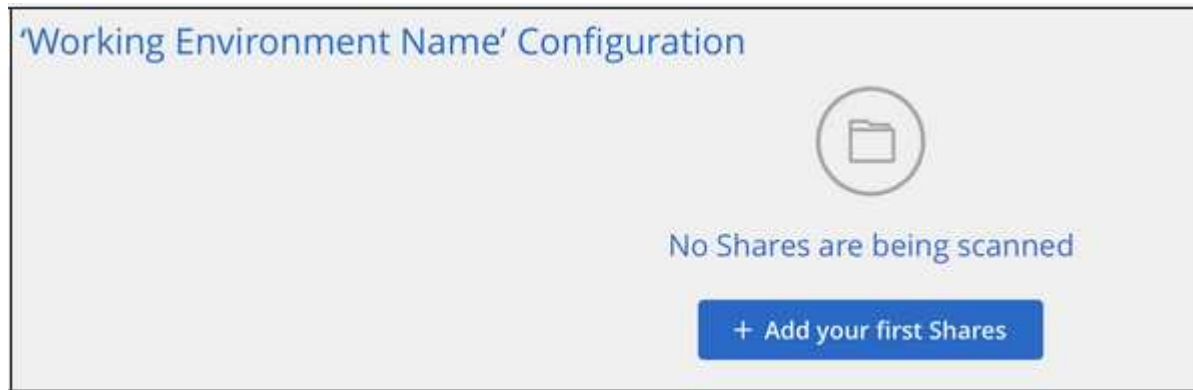 ‘Working Environment Name’ Configuration
No Shares are being scanned
+ Add your first Shares